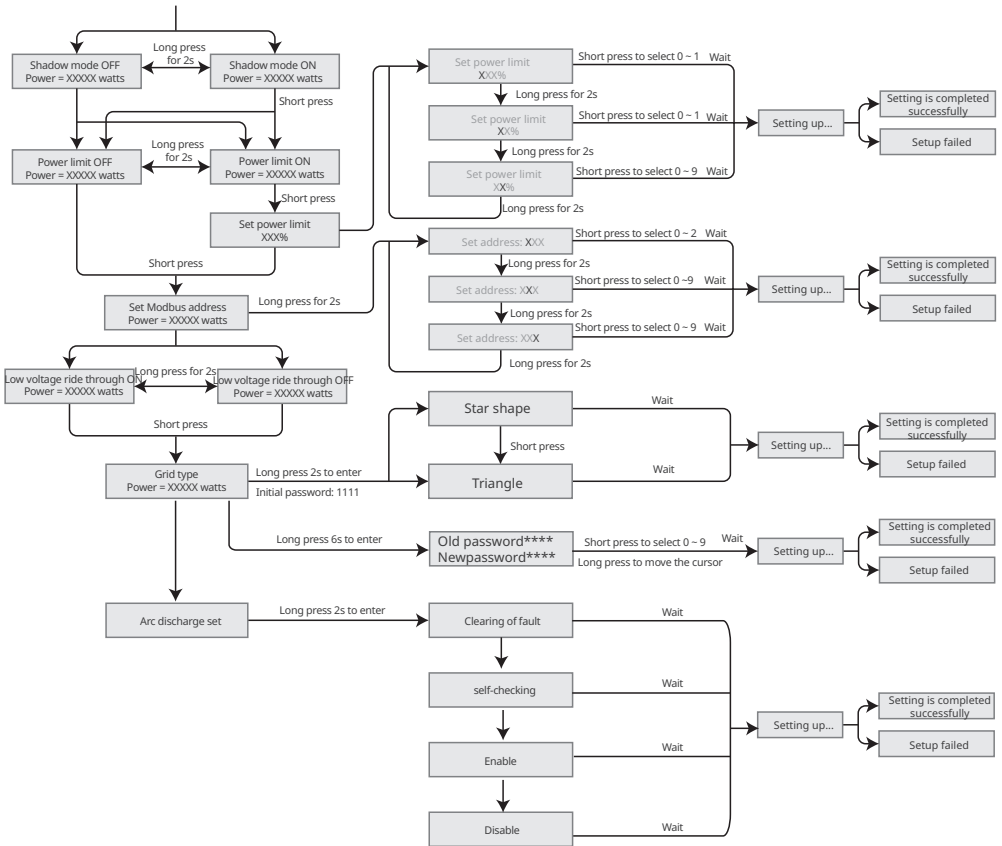 Shadow mode OFF
Power = XXXXX watts
Long press
for 2s
Shadow mode ON
Power = XXXXX watts
Short press
Power limit OFF
Power = XXXXX watts
Long press
for 2s
Power limit ON
Power = XXXXX watts
Short press
Set power limit
XXX%
Short press
Set Modbus address
Power = XXXXX watts
Long press for 2s
Low voltage ride through ON
Power = XXXXX watts
Long press for 2s
Low voltage ride through OFF
Power = XXXXX watts
Short press
Grid type
Power = XXXXX watts
Long press 2s to enter
Initial password: 1111
Long press 6s to enter
Arc discharge set
Long press 2s to enter
Set power limit
XXX%
Short press to select 0 ~ 1 Wait
Long press for 2s
Set power limit
XX%
Short press to select 0 ~ 1 Wait
Long press for 2s
Set power limit
XX%
Short press to select 0 ~ 9 Wait
Long press for 2s
Setting up...
Setting is completed
successfully
Setup failed
Set address: XXX
Short press to select 0 ~ 2 Wait
Long press for 2s
Set address: XXX
Short press to select 0 ~9 Wait
Long press for 2s
Set address: XXX
Short press to select 0 ~ 9 Wait
Long press for 2s
Setting up...
Setting is completed
successfully
Setup failed
Star shape
Wait
Short press
Triangle
Wait
Setting up...
Setting is completed
successfully
Setup failed
Old password****
Newpassword****
Short press to select 0 ~ 9 Wait
Long press to move the cursor
Setting up...
Setting is completed
successfully
Setup failed
Clearing of fault
Wait
self-checking
Wait
Enable
Wait
Disable
Wait
Setting up...
Setting is completed
successfully
Setup failed